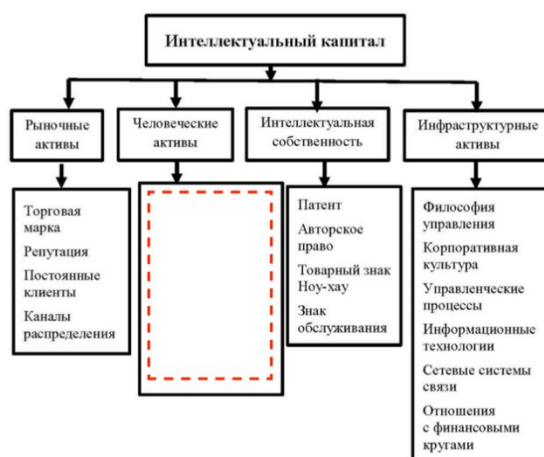 Интеллектуальный капитал
Рыночные
активы
Человеческие
активы
Интеллектуальная
собственность
Инфраструктурные
активы
Торговая
марка
Репутация
Постоянные
клиенты
Каналы
распределения
Патент
Авторское
право
Товарный знак
Ноу-хау
Знак
обслуживания
Философия
управления
Корпоративная
культура
Управленческие
процессы
Информационные
технологии
Сетевые системы
связи
Отношения
с финансовыми
кругами